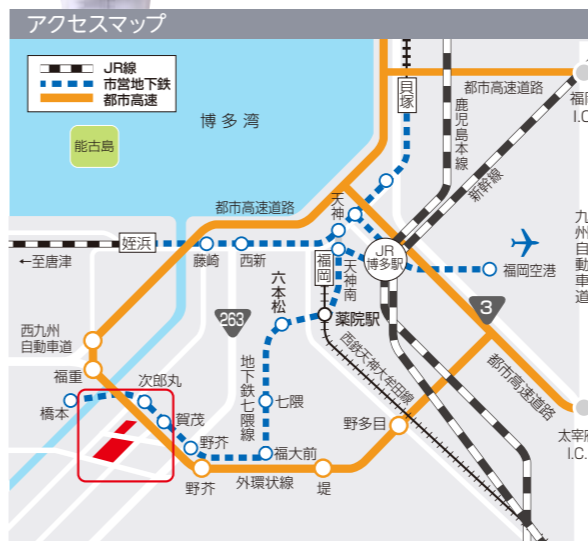 アクセスマップ
JR線
市営地下鉄
都市高速
博多湾
能古島
貝塚
鹿児島本線
都市高速道路
福岡
I.C.
新幹線
都市高速道路
天神
姪浜
←至唐津
藤崎
西新
福岡
天神南
JR
博多駅
福岡空港
九州自動車道
六本松
263
薬院駅
3
西九州
自動車道
福重
地下鉄七隈線
西鉄天神大牟田線
都市高速道路
橋本
次郎丸
賀茂
野芥
七隈
福大前
野多目
太宰府
I.C.
野芥
外環状線
堤